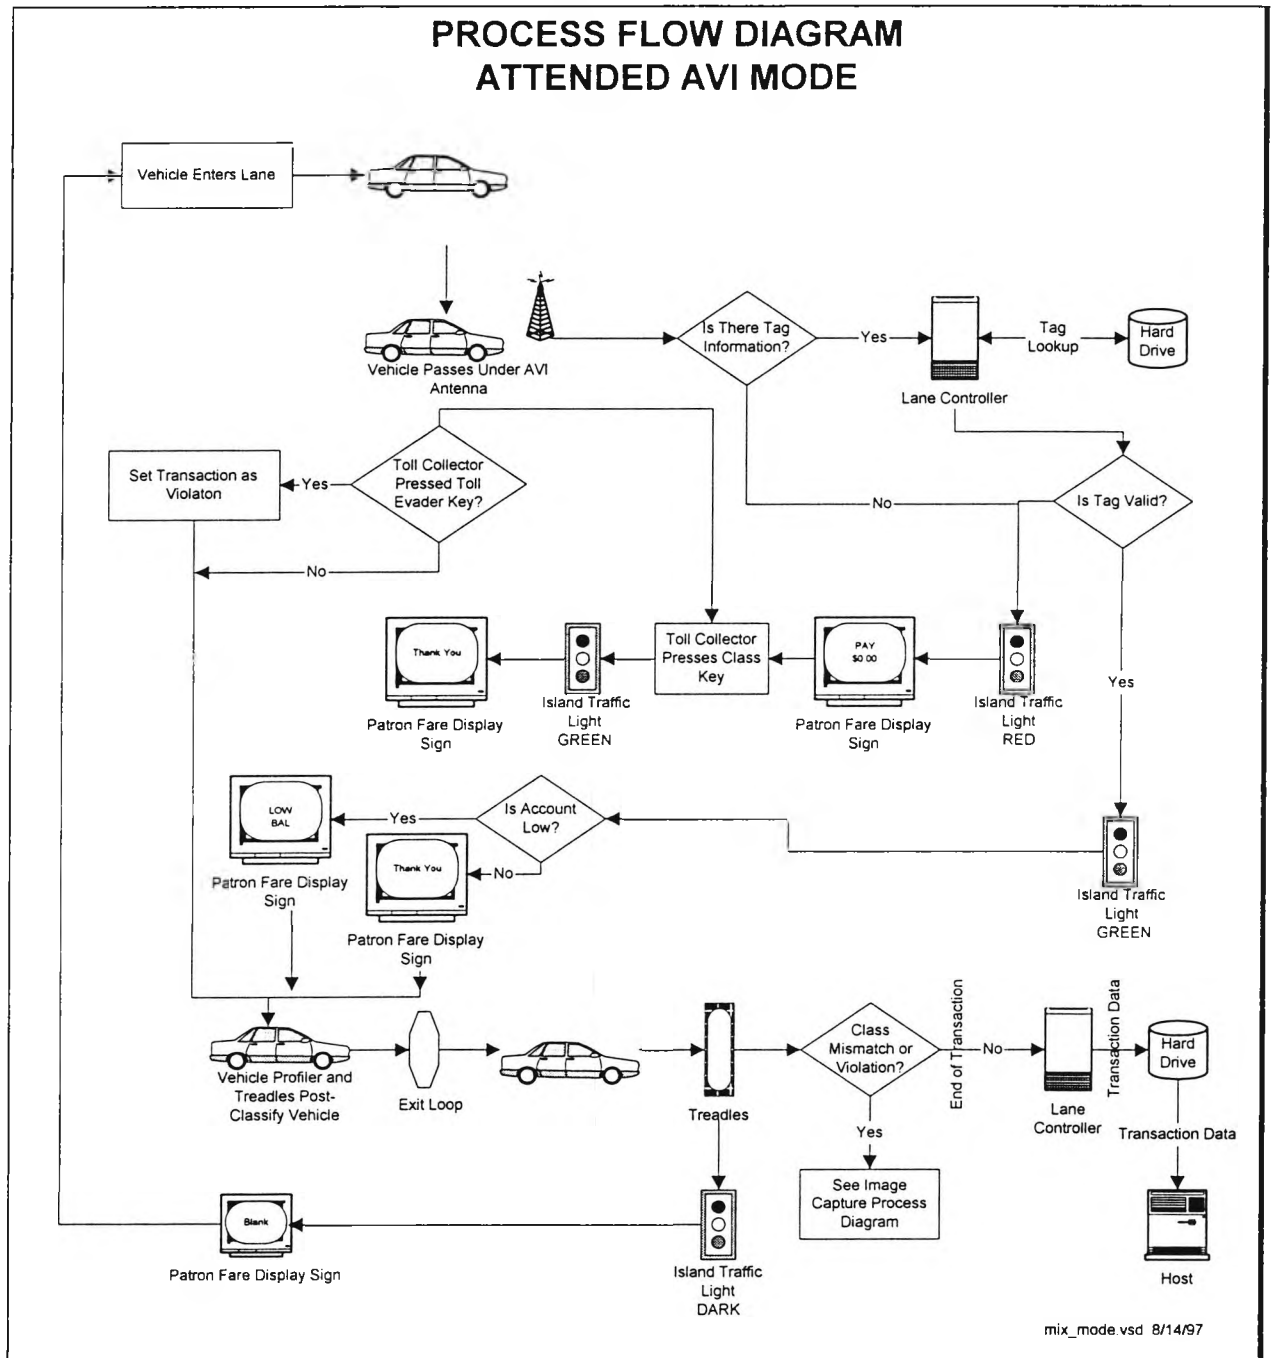 PROCESS FLOW DIAGRAM
ATTENDED AVI MODE
Vehicle Enters Lane
Vehicle Passes Under AVI
Antenna
Is There Tag
Information?
Yes
Lane Controller
Tag
Lookup
Hard
Drive
Set Transaction as
Violaton
Yes
Toll Collector
Pressed Toll
Evader Key?
No
No
Is Tag Valid?
Thank You
Patron Fare Display
Sign
Island Traffic
Light
GREEN
Toll Collector
Presses Class
Key
PAY
$0.00
Patron Fare Display
Sign
Island Traffic
Light
RED
Yes
LOW
BAL
Patron Fare Display
Sign
Yes
Is Account
Low?
Thank You
No
Patron Fare Display
Sign
Island Traffic
Light
GREEN
Vehicle Profiler and
Treadles Post-
Classify Vehicle
Exit Loop
Treadles
Class
Mismatch or
Violation?
End of Transaction
No
Lane
Controller
Transaction Data
Hard
Drive
Yes
Transaction Data
See Image
Capture Process
Diagram
Blank
Patron Fare Display Sign
Island Traffic
Light
DARK
Host
mix_mode.vsd 8/14/97